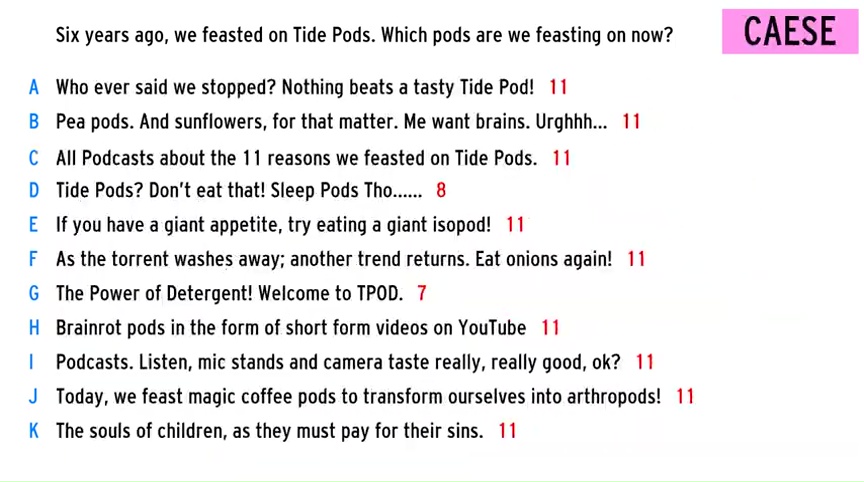 Six years ago, we feasted on Tide Pods. Which pods are we feasting on now?
CAESE
A Who ever said we stopped? Nothing beats a tasty Tide Pod! 11
B Pea pods. And sunflowers, for that matter. Me want brains. Urghhh... 11
C All Podcasts about the 11 reasons we feasted on Tide Pods. 11
D Tide Pods? Don't eat that! Sleep Pods Tho...... 8
E If you have a giant appetite, try eating a giant isopod! 11
F As the torrent washes away; another trend returns. Eat onions again! 11
G The Power of Detergent! Welcome to TPOD. 7
H Brainrot pods in the form of short form videos on YouTube 11
I Podcasts. Listen, mic stands and camera taste really, really good, ok? 11
J Today, we feast magic coffee pods to transform ourselves into arthropods! 11
K The souls of children, as they must pay for their sins. 11